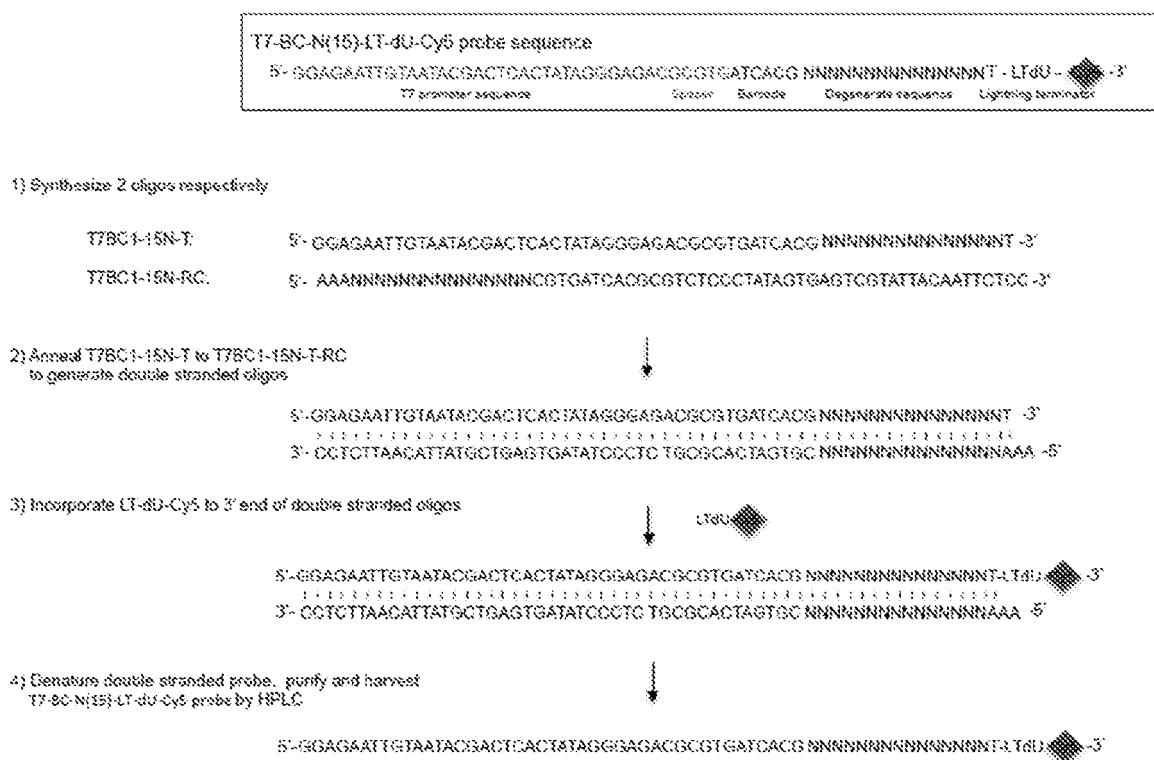 T7-BC-N(15)-LT-dU-Cy5 probe sequence
5'- GGAGAATTGTAATACGACTCACTATAGGGAGACGCGTGATCACG NNNNNNNNNNNNNNNT - LTdU - -3'
T7 promoter sequence Spacer Barcode Degenerate sequence Lightning terminator
1) Synthesize 2 oligos respectively
T7BC1-15N-T: 5'- GGAGAATTGTAATACGACTCACTATAGGGAGACGCGTGATCACG NNNNNNNNNNNNNNNT -3'
T7BC1-15N-RC: 5'- AAANNNNNNNNNNNNNNNCGTGATCACGCGTCTCCCTATAGTGAGTCGTATTACAATTCTCC -3'
2) Anneal T7BC1-15N-T to T7BC1-15N-T-RC
to generate double stranded oligos
5'-GGAGAATTGTAATACGACTCACTATAGGGAGACGCGTGATCACG NNNNNNNNNNNNNNNT -3'
3'- CCTCTTAACATTATGCTGAGTGATATCCCTC TGCGCACTAGTGC NNNNNNNNNNNNNNNAAA -5'
3) Incorporate LT-dU-Cy5 to 3' end of double stranded oligos
LTdU
5'-GGAGAATTGTAATACGACTCACTATAGGGAGACGCGTGATCACG NNNNNNNNNNNNNNNT-LTdU -3'
3'- CCTCTTAACATTATGCTGAGTGATATCCCTC TGCGCACTAGTGC NNNNNNNNNNNNNNNAAA -5'
4) Denature double stranded probe, purify and harvest
T7-BC-N(15)-LT-dU-Cy5 probe by HPLC
5'-GGAGAATTGTAATACGACTCACTATAGGGAGACGCGTGATCACG NNNNNNNNNNNNNNNT-LTdU -3'